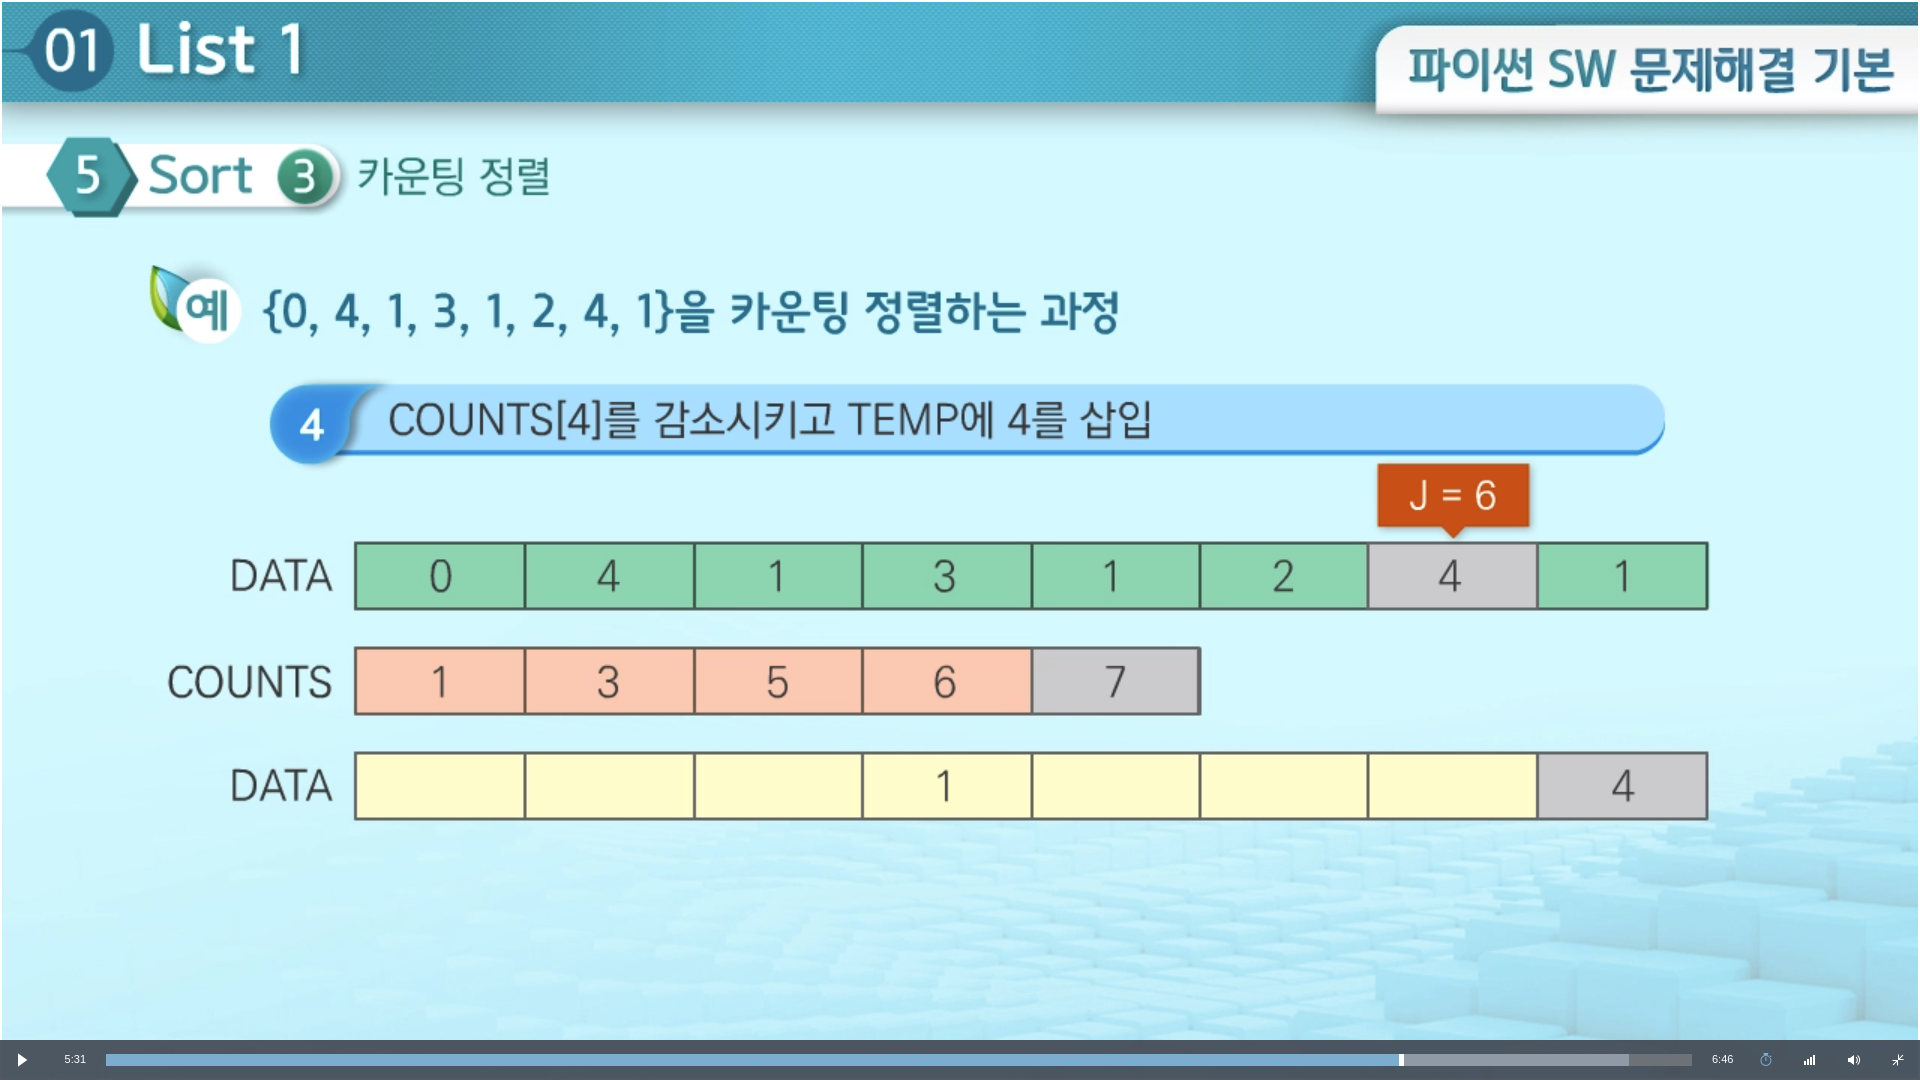 01 List 1
파이썬 SW 문제해결 기본
5 Sort 3 카운팅 정렬
예 {0, 4, 1, 3, 1, 2, 4, 1}을 카운팅 정렬하는 과정
4 COUNTS[4]를 감소시키고 TEMP에 4를 삽입
J = 6
DATA 0 4 1 3 1 2 4 1
COUNTS 1 3 5 6 7
DATA 1 4
5:31 6:46